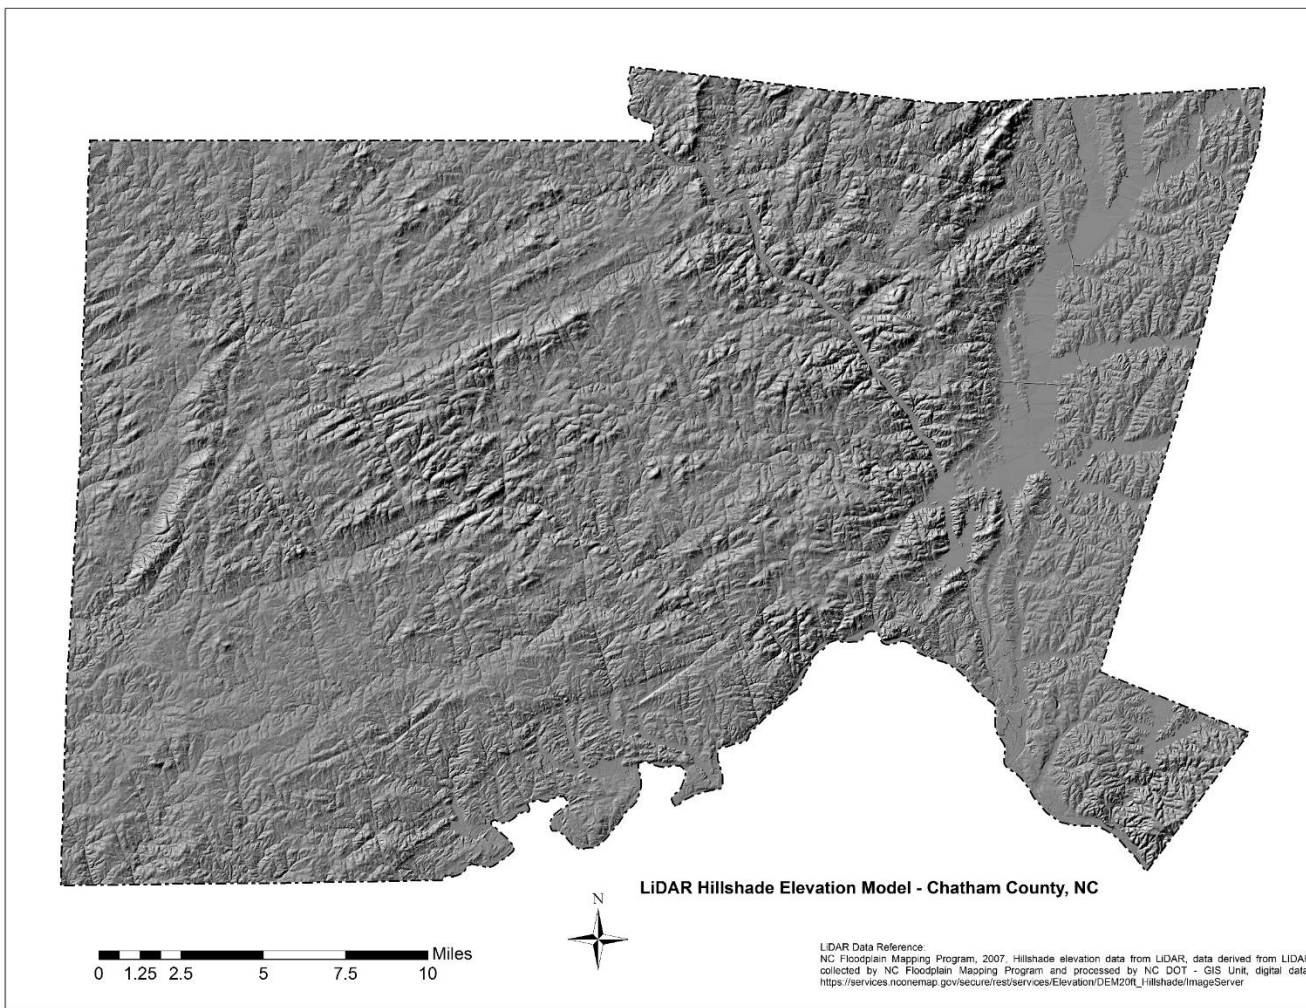 LiDAR Hillshade Elevation Model - Chatham County, NC
N
Miles
0 1.25 2.5 5 7.5 10
LiDAR Data Reference:
NC Floodplain Mapping Program, 2007, Hillshade elevation data from LiDAR, data derived from LIDAR
collected by NC Floodplain Mapping Program and processed by NC DOT - GIS Unit, digital data
https://services.nconemap.gov/secure/rest/services/Elevation/DEM20ft_Hillshade/ImageServer